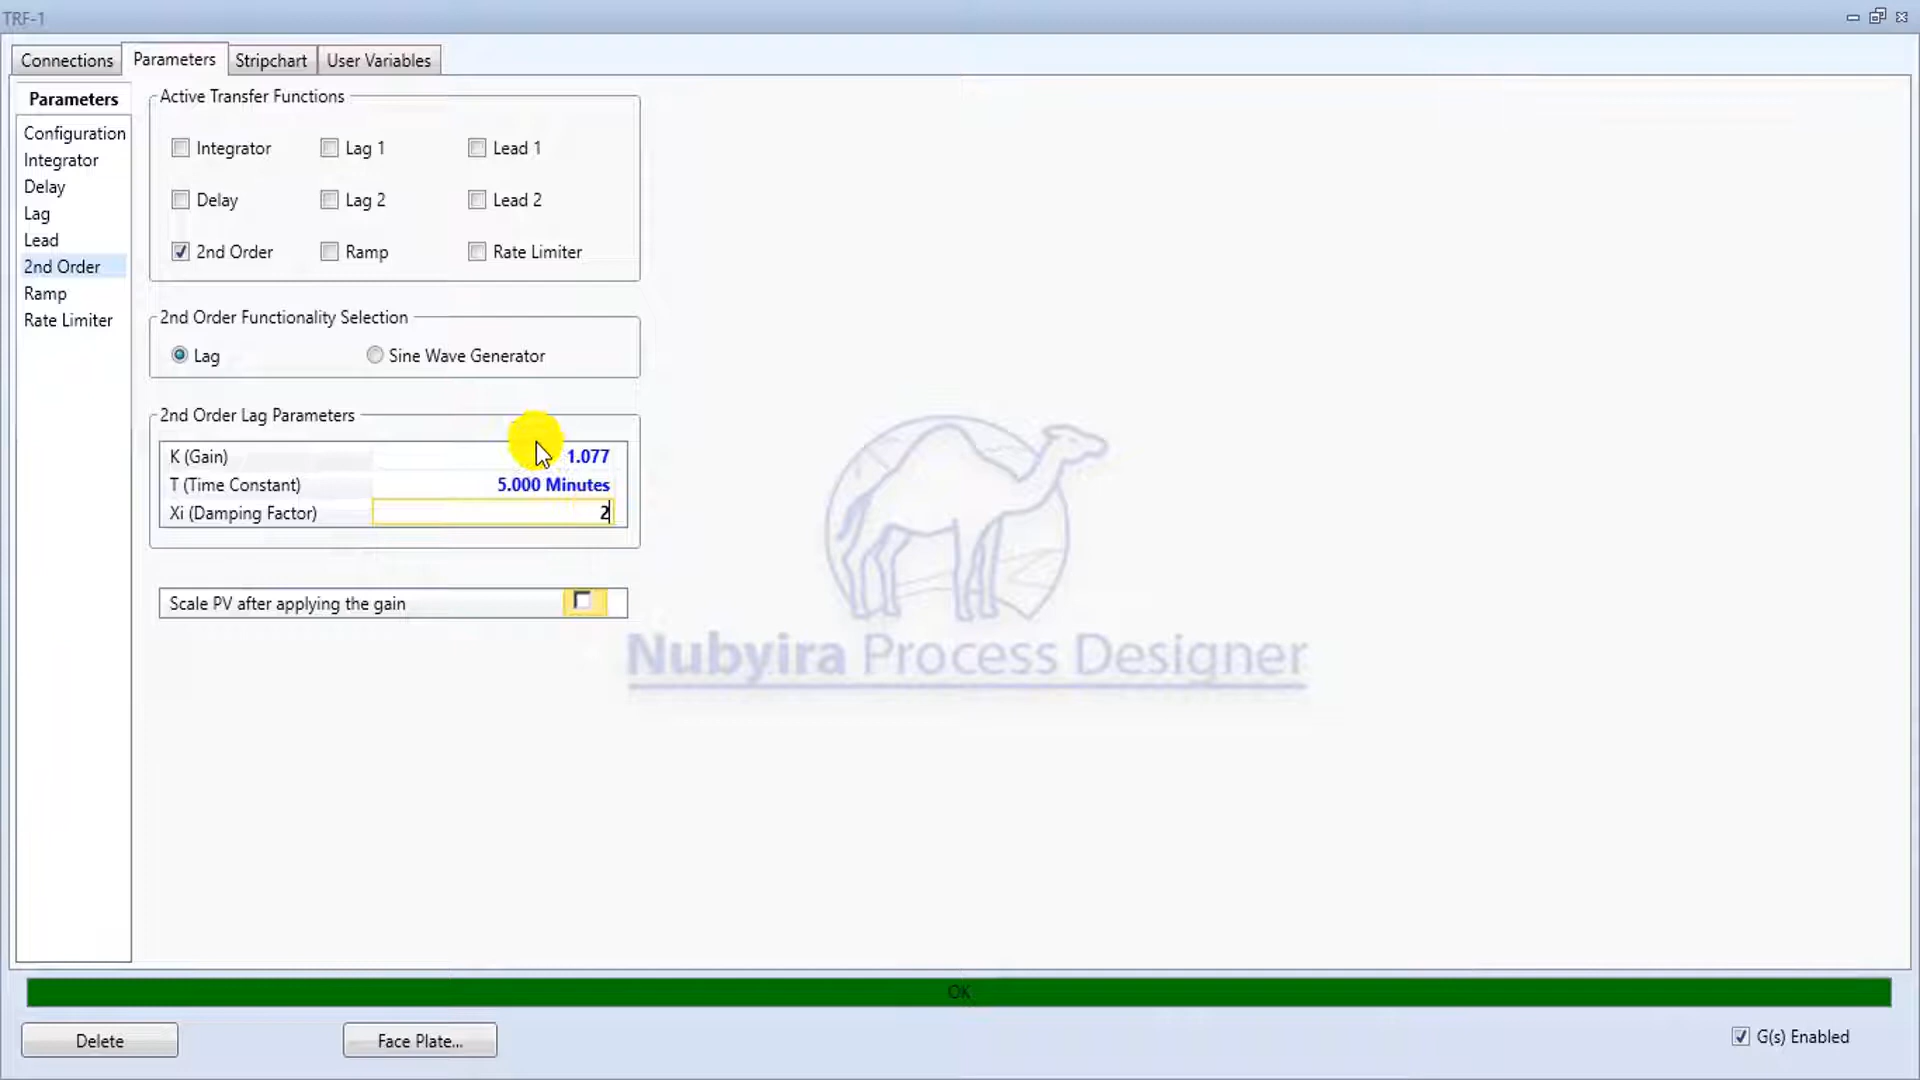 TRF-1
Connections Parameters Stripchart User Variables
Parameters
Configuration
Integrator
Delay
Lag
Lead
2nd Order
Ramp
Rate Limiter
Active Transfer Functions
Integrator Lag 1 Lead 1
Delay Lag 2 Lead 2
2nd Order Ramp Rate Limiter
2nd Order Functionality Selection
Lag Sine Wave Generator
2nd Order Lag Parameters
K (Gain) 1.077
T (Time Constant) 5.000 Minutes
Xi (Damping Factor) 2
Scale PV after applying the gain
Nubyira Process Designer
OK
Delete Face Plate... G(s) Enabled